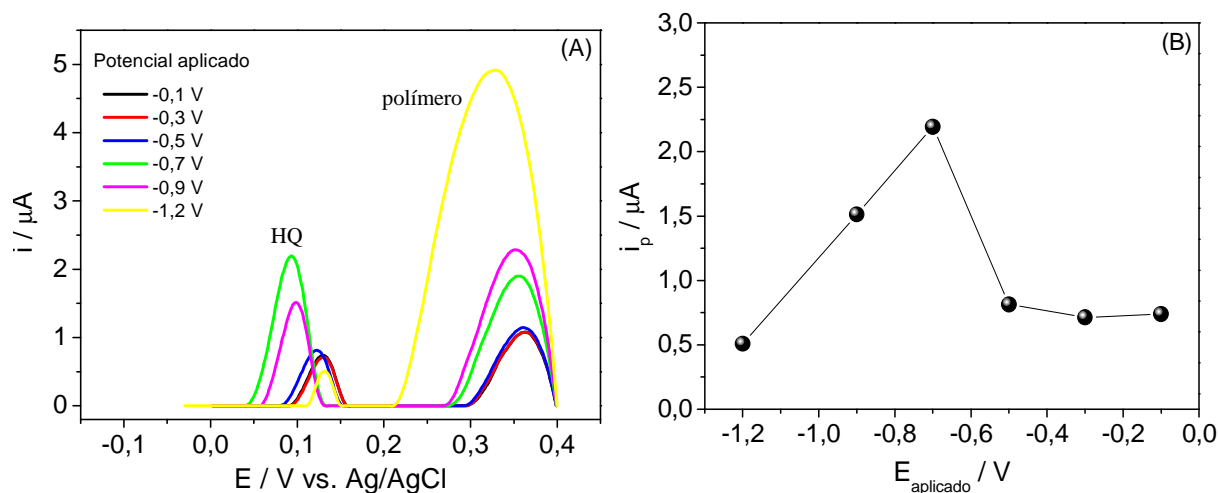 (A)
Potencial aplicado
-0,1 V
-0,3 V
-0,5 V
-0,7 V
-0,9 V
-1,2 V
polímero
HQ
5
4
3
2
1
0
i / µA
-0,1 0,0 0,1 0,2 0,3 0,4
E / V vs. Ag/AgCl
(B)
3,0
2,5
2,0
1,5
1,0
0,5
0,0
ip / µA
-1,2 -1,0 -0,8 -0,6 -0,4 -0,2 0,0
Eaplicado / V